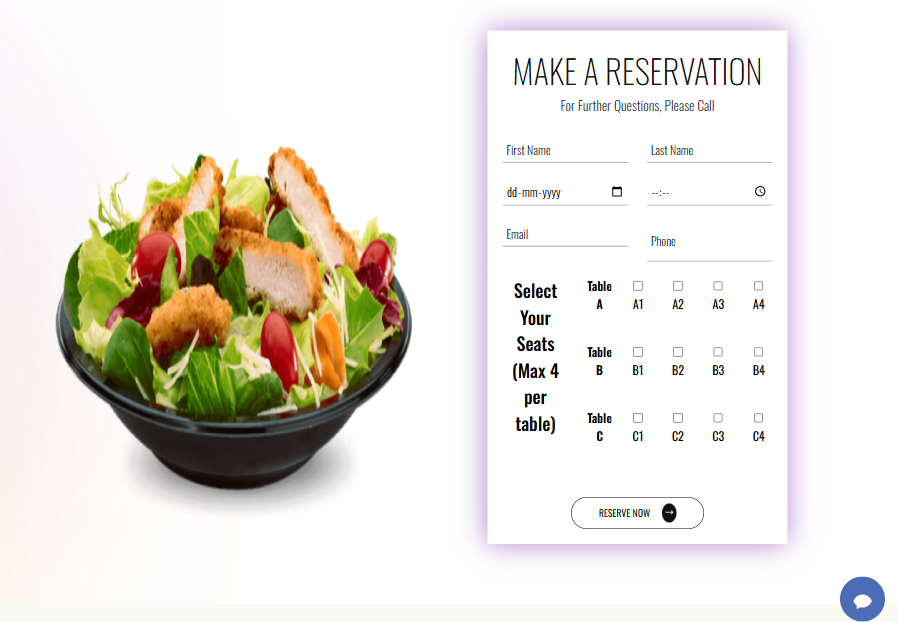 MAKE A RESERVATION
For Further Questions, Please Call
First Name Last Name
dd-mm-yyyy --:--
Email Phone
Select Your Seats (Max 4 per table)
Table A A1 A2 A3 A4
Table B B1 B2 B3 B4
Table C C1 C2 C3 C4
RESERVE NOW